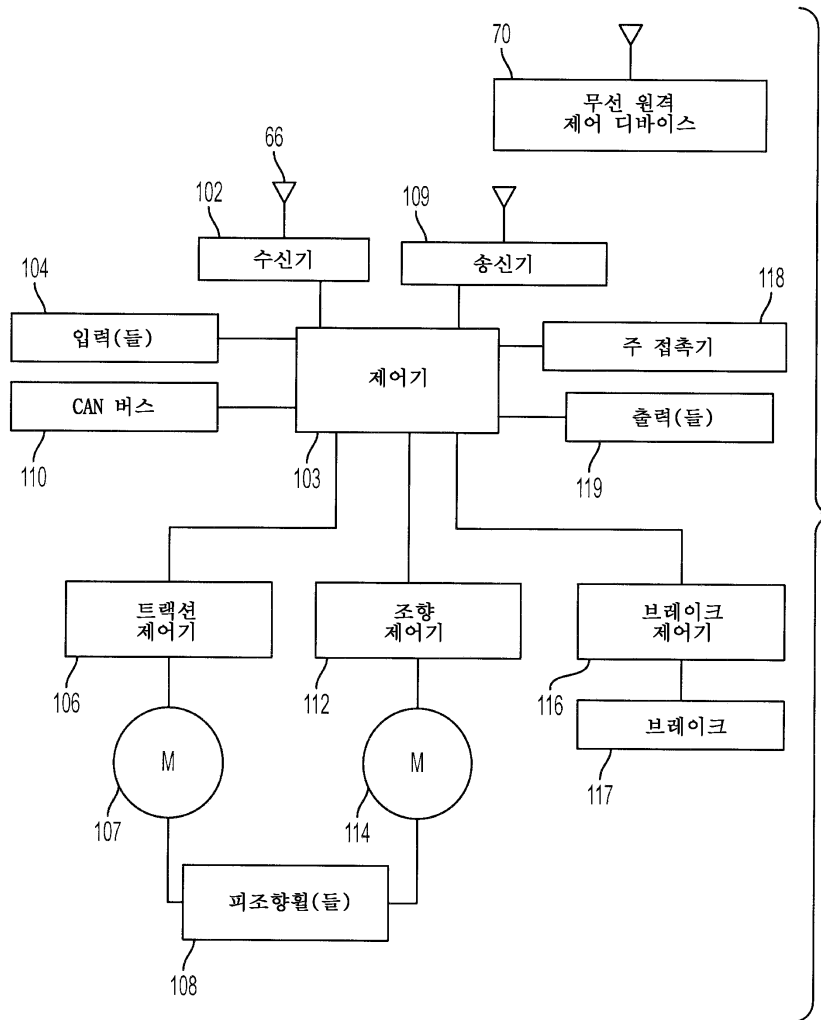 70
무선 원격
제어 디바이스
66
102
109
수신기
송신기
104
118
입력(들)
주 접촉기
제어기
CAN 버스
출력(들)
110
103
119
트랙션
제어기
조향
제어기
브레이크
제어기
106
112
116
브레이크
M
M
117
107
114
피조향휠(들)
108